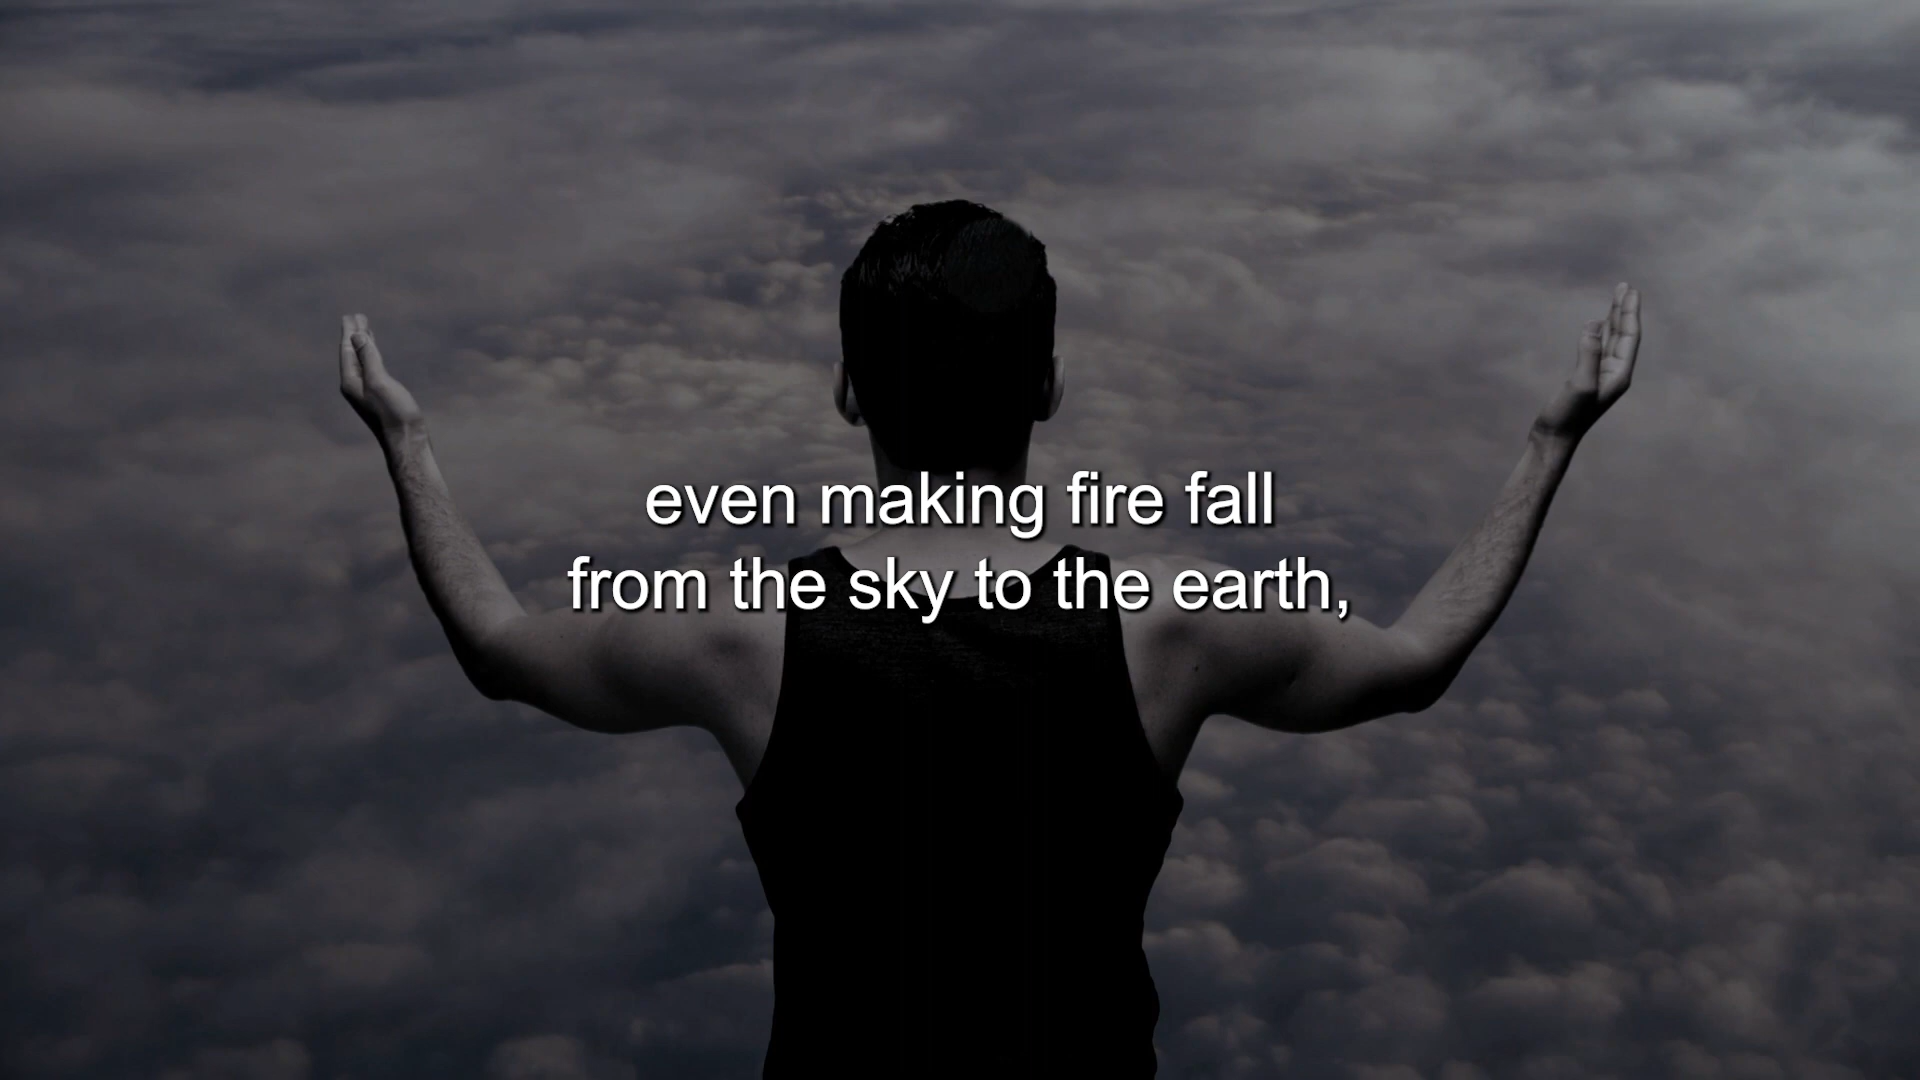 even making fire fall
from the sky to the earth,